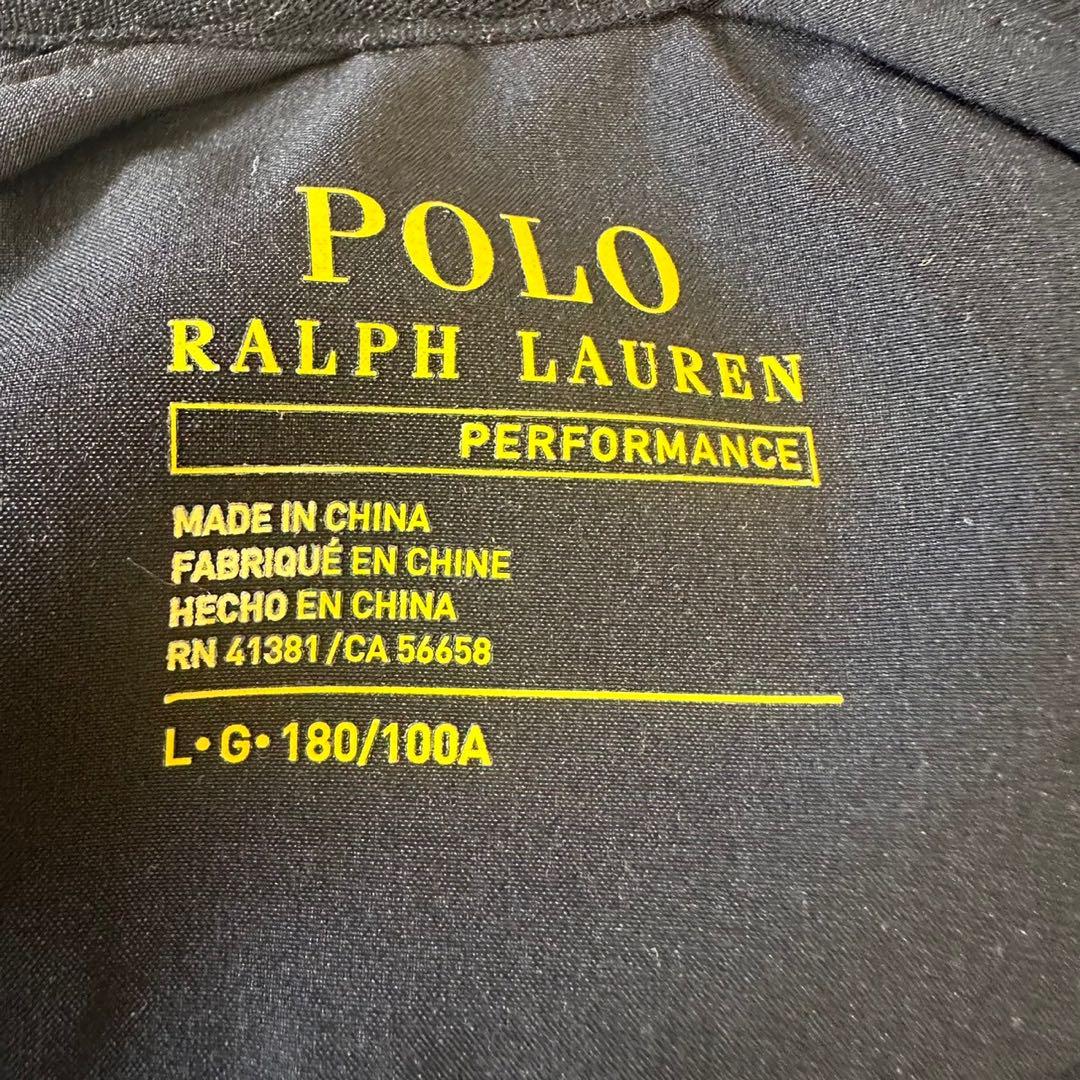 POLO
RALPH LAUREN
PERFORMANCE
MADE IN CHINA
FABRIQUÉ EN CHINE
HECHO EN CHINA
RN 41381/CA 56658
L•G•180/100A